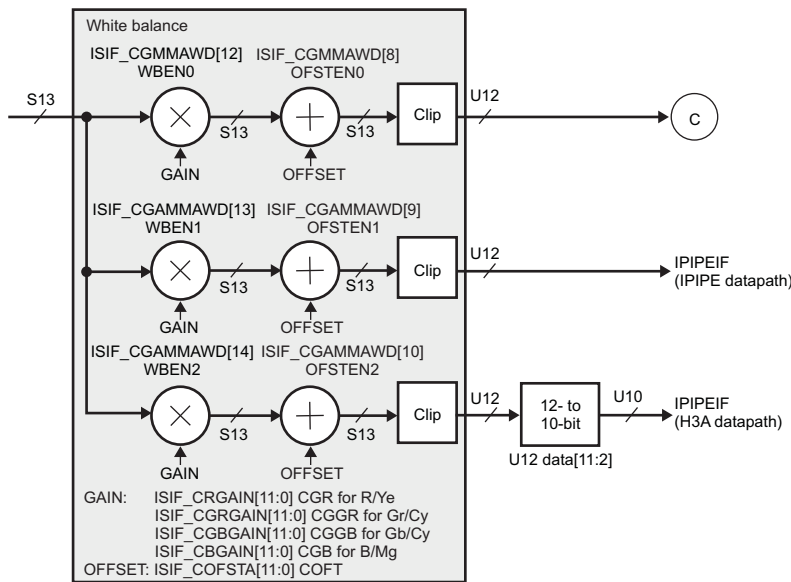 White balance
ISIF_CGMMAWD[12]
WBEN0
ISIF_CGMMAWD[8]
OFSTEN0
S13
S13
S13
Clip
U12
C
GAIN
OFFSET
ISIF_CGAMMAWD[13]
WBEN1
ISIF_CGAMMAWD[9]
OFSTEN1
S13
S13
Clip
U12
IPIPEIF
(IPIPE datapath)
GAIN
OFFSET
ISIF_CGAMMAWD[14]
WBEN2
ISIF_CGAMMAWD[10]
OFSTEN2
S13
S13
Clip
U12
12- to
10-bit
U10
IPIPEIF
(H3A datapath)
U12 data[11:2]
GAIN
OFFSET
GAIN: ISIF_CRGAIN[11:0] CGR for R/Ye
ISIF_CGRGAIN[11:0] CGGR for Gr/Cy
ISIF_CGBGAIN[11:0] CGGB for Gb/Cy
ISIF_CBGAIN[11:0] CGB for B/Mg
OFFSET: ISIF_COFSTA[11:0] COFT